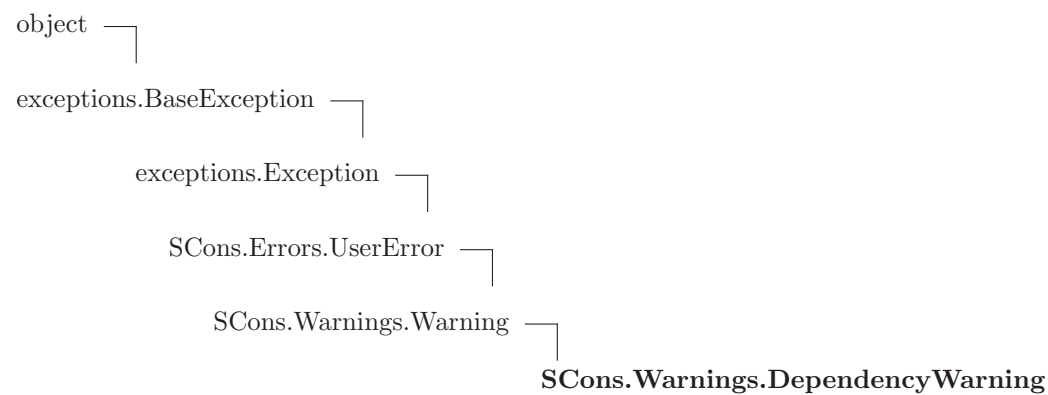 object
exceptions.BaseException
exceptions.Exception
SCons.Errors.UserError
SCons.Warnings.Warning
SCons.Warnings.DependencyWarning